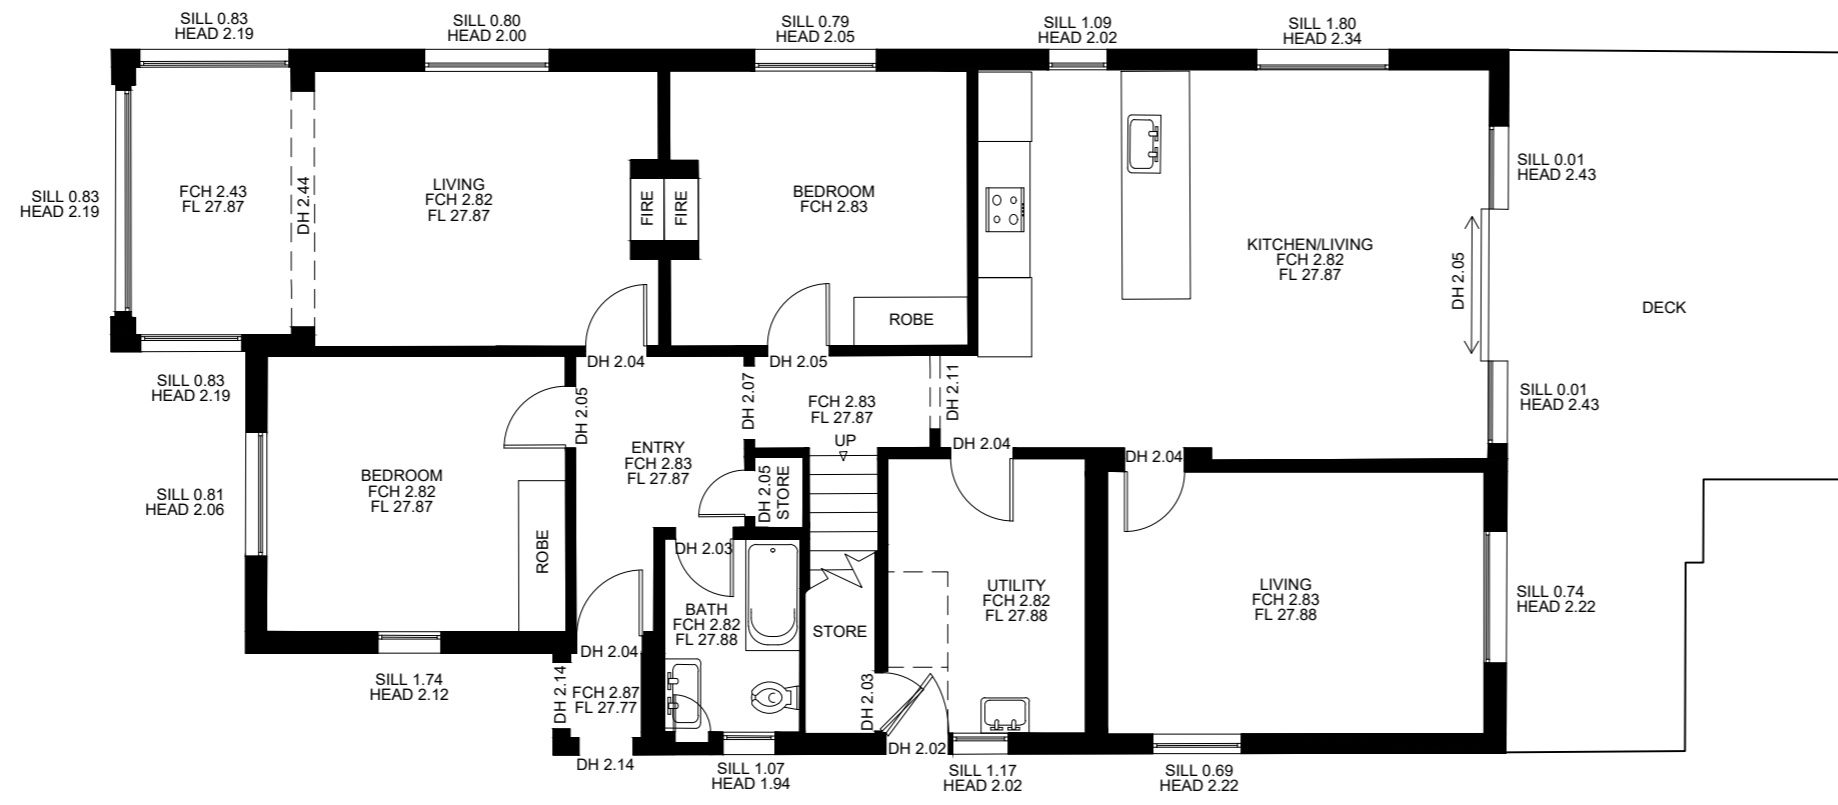 SILL 0.83
HEAD 2.19
SILL 0.80
HEAD 2.00
SILL 0.79
HEAD 2.05
SILL 1.09
HEAD 2.02
SILL 1.80
HEAD 2.34
SILL 0.83
HEAD 2.19
FCH 2.43
FL 27.87
DH 2.44
LIVING
FCH 2.82
FL 27.87
FIRE
FIRE
BEDROOM
FCH 2.83
ROBE
KITCHEN/LIVING
FCH 2.82
FL 27.87
DH 2.05
SILL 0.01
HEAD 2.43
DECK
SILL 0.01
HEAD 2.43
SILL 0.83
HEAD 2.19
DH 2.04
DH 2.05
DH 2.05
DH 2.07
DH 2.11
FCH 2.83
FL 27.87
UP
DH 2.04
DH 2.04
SILL 0.81
HEAD 2.06
BEDROOM
FCH 2.82
FL 27.87
ROBE
ENTRY
FCH 2.83
FL 27.87
DH 2.05
STORE
DH 2.03
BATH
FCH 2.82
FL 27.88
STORE
UTILITY
FCH 2.82
FL 27.88
LIVING
FCH 2.83
FL 27.88
SILL 0.74
HEAD 2.22
DH 2.04
DH 2.14
FCH 2.87
FL 27.77
DH 2.03
SILL 1.74
HEAD 2.12
DH 2.14
SILL 1.07
HEAD 1.94
DH 2.02
SILL 1.17
HEAD 2.02
SILL 0.69
HEAD 2.22